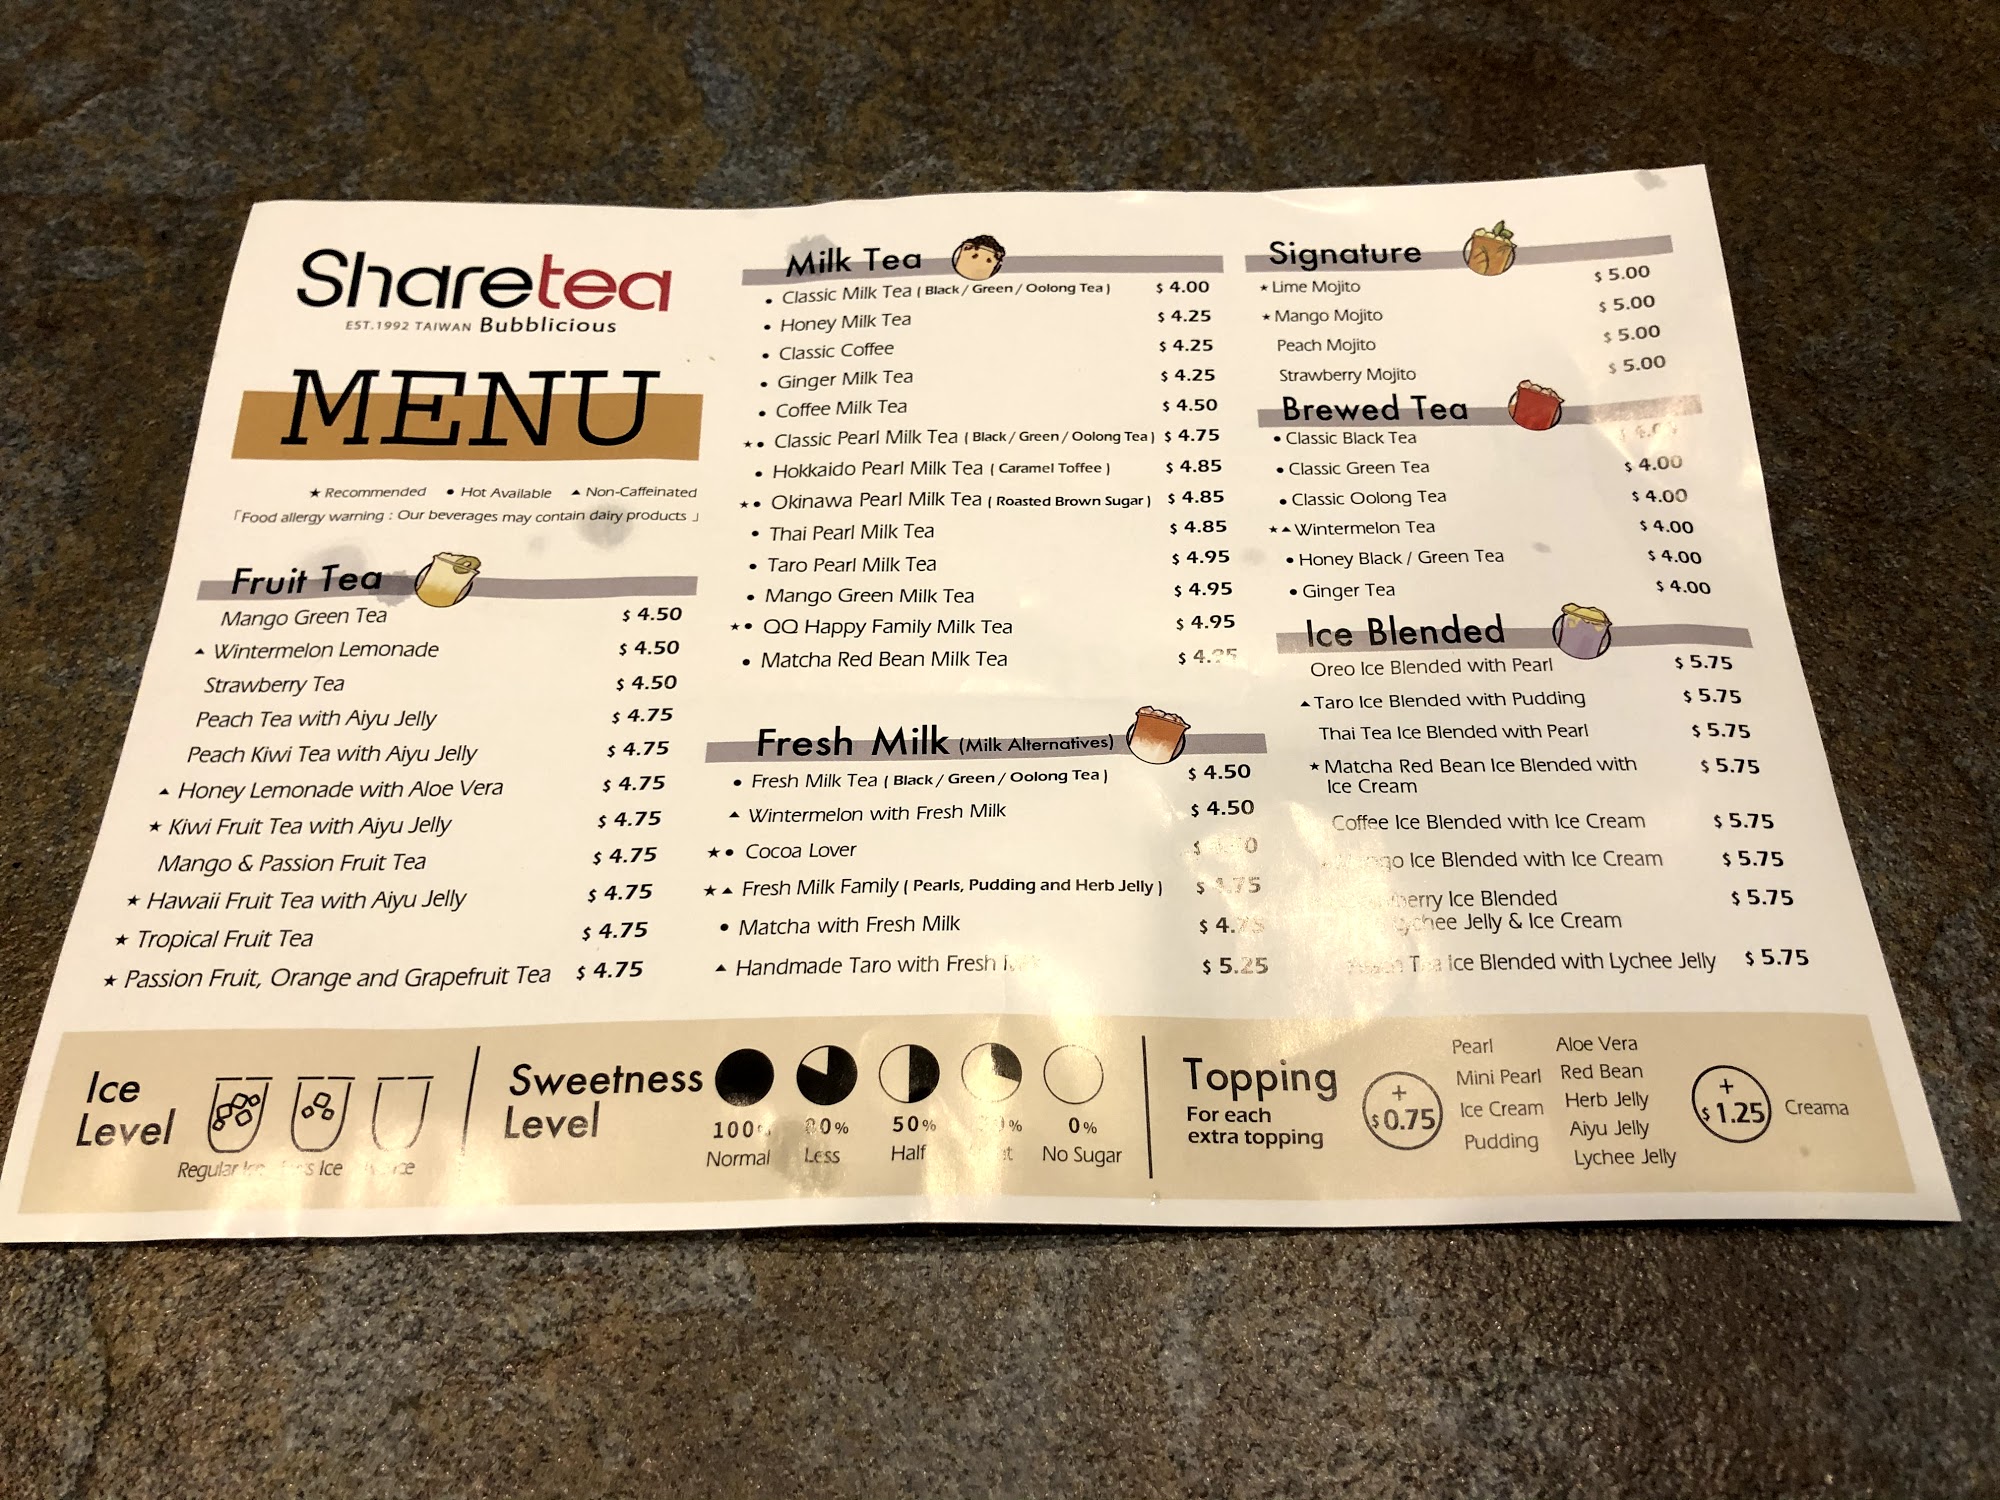 Sharetea
EST.1992 TAIWAN Bubblicious
MENU
★ Recommended ● Hot Available ▲ Non-Caffeinated
「Food allergy warning : Our beverages may contain dairy products 」
Fruit Tea
Mango Green Tea $ 4.50
▲ Wintermelon Lemonade $ 4.50
Strawberry Tea $ 4.50
Peach Tea with Aiyu Jelly $ 4.75
Peach Kiwi Tea with Aiyu Jelly $ 4.75
▲ Honey Lemonade with Aloe Vera $ 4.75
★ Kiwi Fruit Tea with Aiyu Jelly $ 4.75
Mango & Passion Fruit Tea $ 4.75
★ Hawaii Fruit Tea with Aiyu Jelly $ 4.75
★ Tropical Fruit Tea $ 4.75
★ Passion Fruit, Orange and Grapefruit Tea $ 4.75
Milk Tea
● Classic Milk Tea ( Black / Green / Oolong Tea ) $ 4.00
● Honey Milk Tea $ 4.25
● Classic Coffee $ 4.25
● Ginger Milk Tea $ 4.25
● Coffee Milk Tea $ 4.50
★ ● Classic Pearl Milk Tea ( Black / Green / Oolong Tea ) $ 4.75
● Hokkaido Pearl Milk Tea ( Caramel Toffee ) $ 4.85
★ ● Okinawa Pearl Milk Tea ( Roasted Brown Sugar ) $ 4.85
● Thai Pearl Milk Tea $ 4.85
● Taro Pearl Milk Tea $ 4.95
● Mango Green Milk Tea $ 4.95
★ ● QQ Happy Family Milk Tea $ 4.95
● Matcha Red Bean Milk Tea $
Fresh Milk (Milk Alternatives)
● Fresh Milk Tea ( Black / Green / Oolong Tea ) $ 4.50
▲ Wintermelon with Fresh Milk $ 4.50
★ ● Cocoa Lover $
★ ▲ Fresh Milk Family ( Pearls, Pudding and Herb Jelly ) $
● Matcha with Fresh Milk $
▲ Handmade Taro with Fresh $ 5.25
Signature
★ Lime Mojito $ 5.00
★ Mango Mojito $ 5.00
Peach Mojito $ 5.00
Strawberry Mojito $ 5.00
Brewed Tea
● Classic Black Tea
● Classic Green Tea $ 4.00
● Classic Oolong Tea $ 4.00
★ ▲ Wintermelon Tea $ 4.00
● Honey Black / Green Tea $ 4.00
● Ginger Tea $ 4.00
Ice Blended
Oreo Ice Blended with Pearl $ 5.75
▲ Taro Ice Blended with Pudding $ 5.75
Thai Tea Ice Blended with Pearl $ 5.75
★ Matcha Red Bean Ice Blended with $ 5.75
Ice Cream
Coffee Ice Blended with Ice Cream $ 5.75
Ice Blended with Ice Cream $ 5.75
Ice Blended $ 5.75
Jelly & Ice Cream
Ice Blended with Lychee Jelly $ 5.75
Ice
Level
Regular Ice
Sweetness
Level
50% 0%
Normal Less Half No Sugar
Topping
For each
extra topping
+
$0.75
Pearl Aloe Vera
Mini Pearl Red Bean
Ice Cream Herb Jelly
Pudding Aiyu Jelly
Lychee Jelly
+
$1.25
Creama